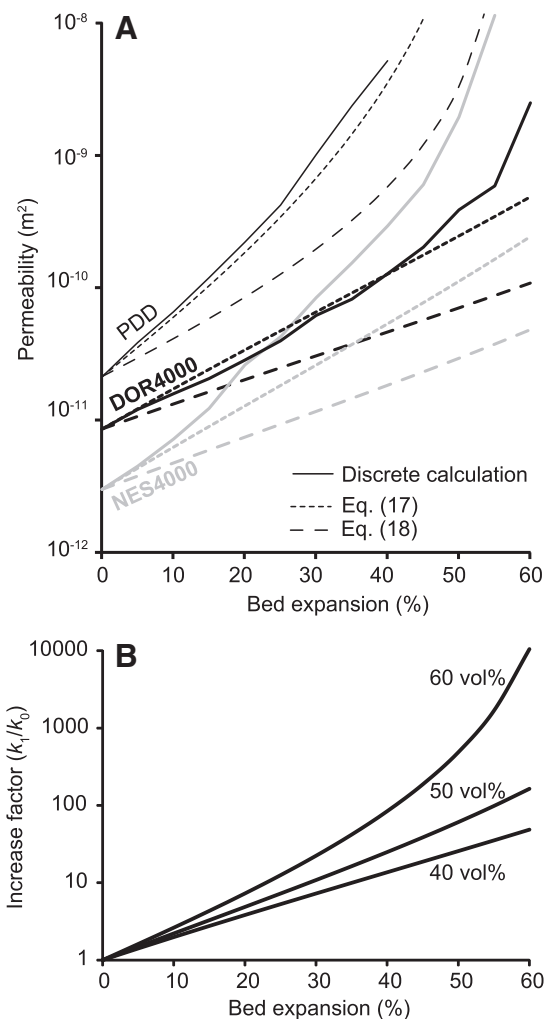 A
10-8
10-9
10-10
10-11
10-12
Permeability (m2)
PDD
DOR4000
NES4000
Discrete calculation
Eq. (17)
Eq. (18)
0 10 20 30 40 50 60
Bed expansion (%)
B
10000
1000
100
10
1
Increase factor (k1/k0)
60 vol%
50 vol%
40 vol%
0 10 20 30 40 50 60
Bed expansion (%)